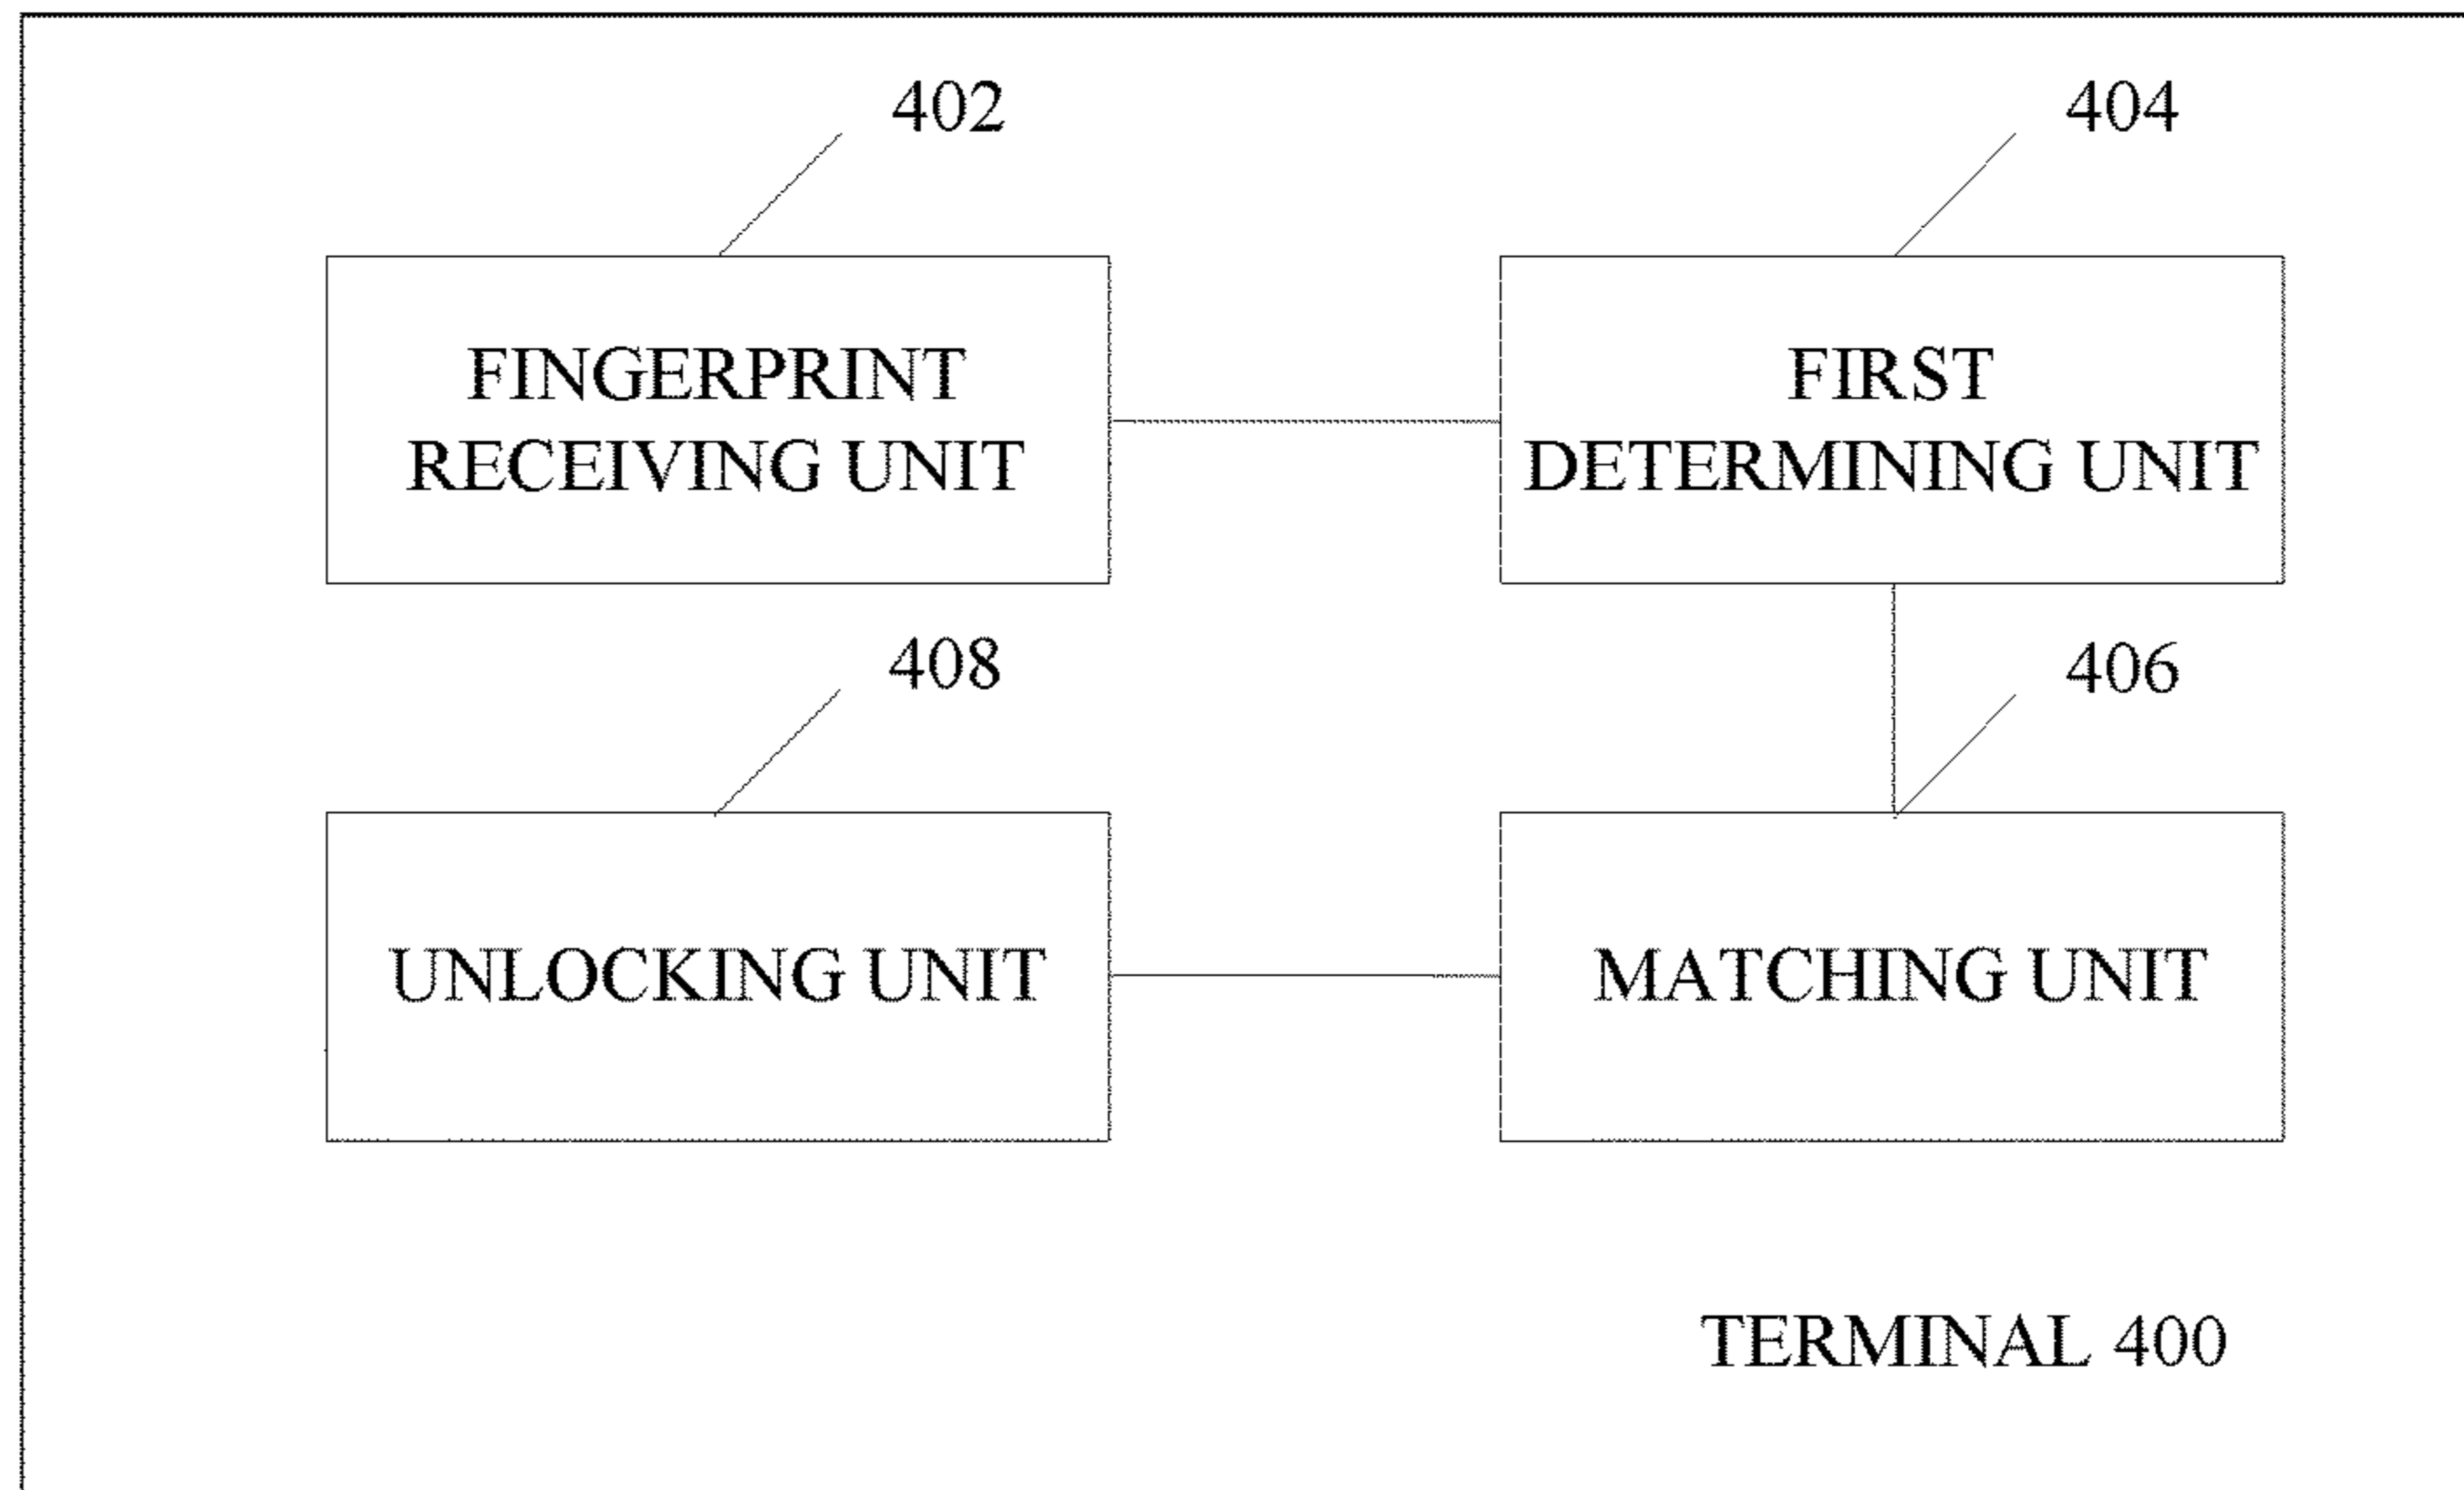 402
404
FINGERPRINT
RECEIVING UNIT
FIRST
DETERMINING UNIT
408
406
UNLOCKING UNIT
MATCHING UNIT
TERMINAL 400